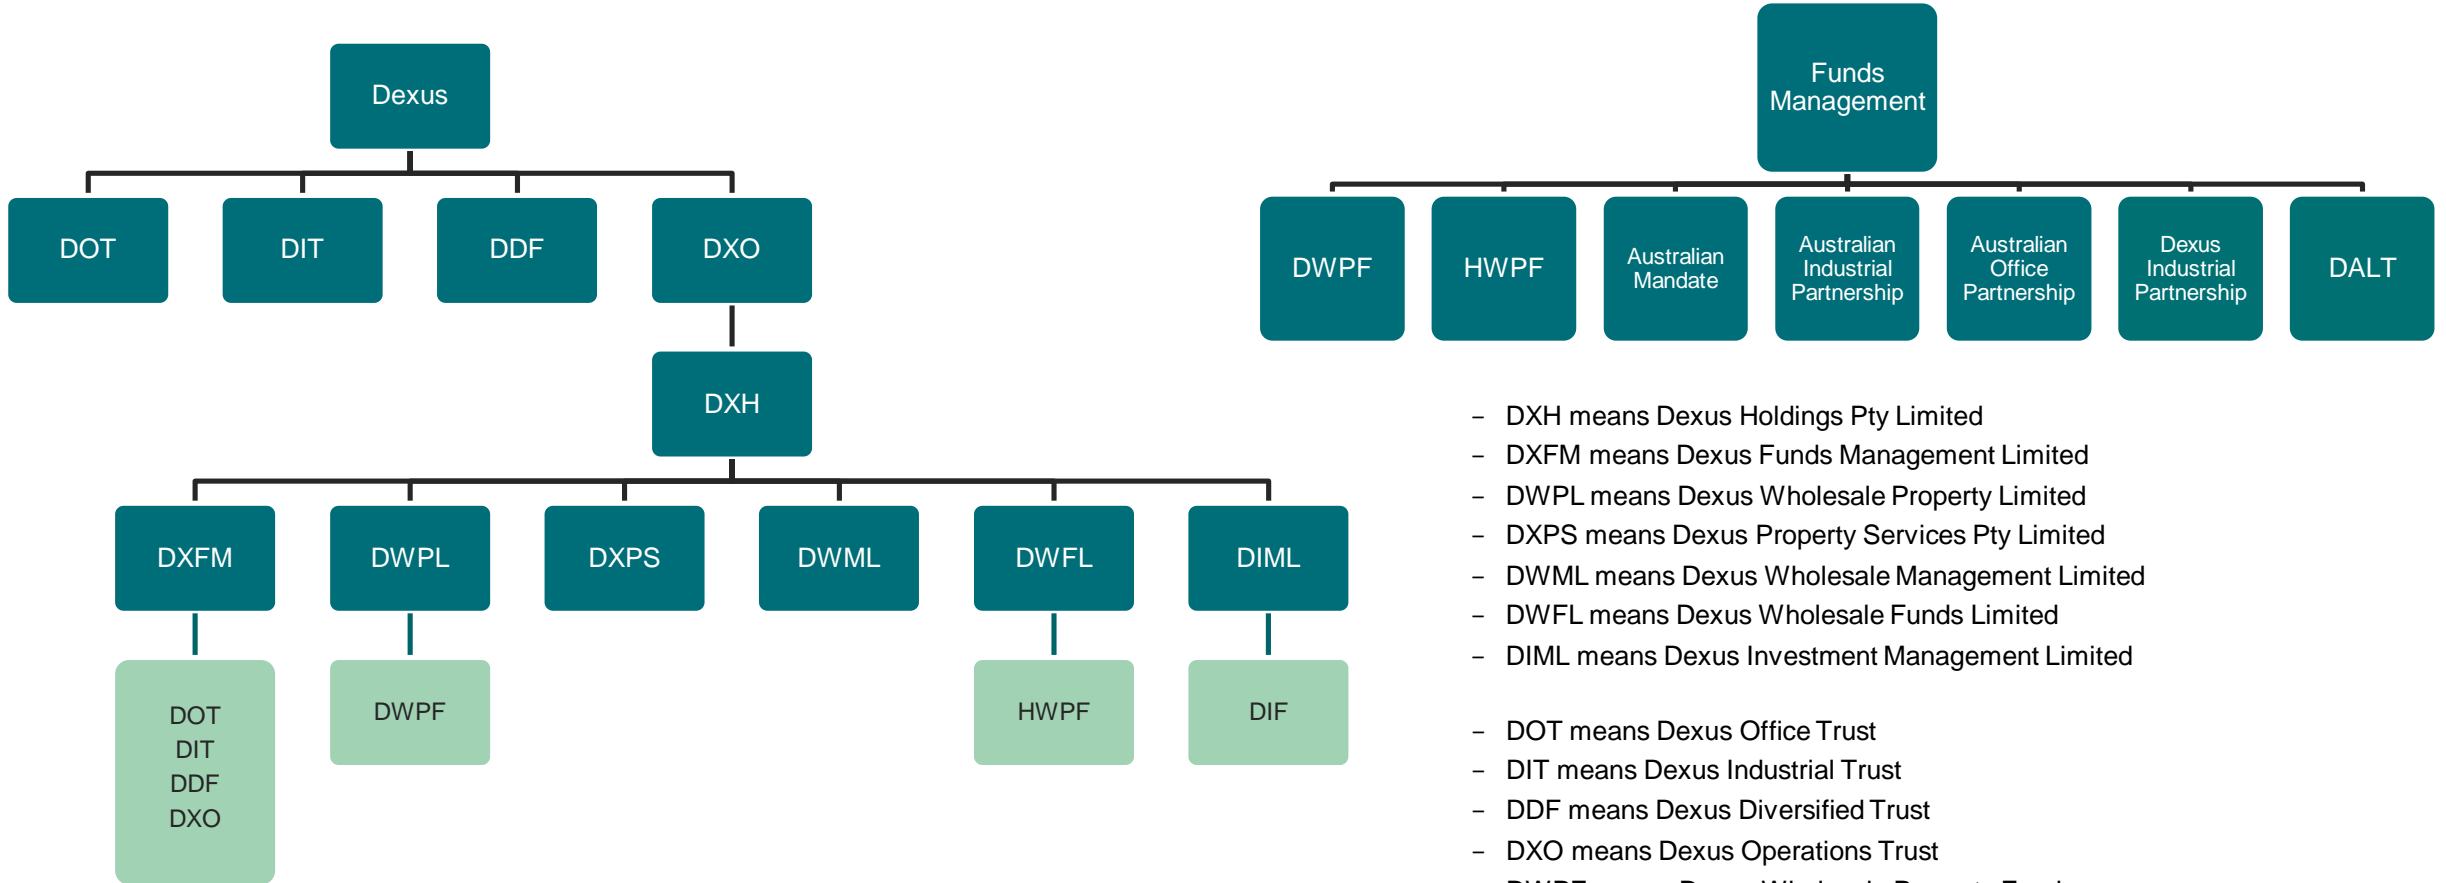 Dexus
DOT
DIT
DDF
DXO
DXH
DXFM
DWPL
DXPS
DWML
DWFL
DIML
DOT
DIT
DDF
DXO
DWPF
HWPF
DIF
Funds
Management
DWPF
HWPF
Australian
Mandate
Australian
Industrial
Partnership
Australian
Office
Partnership
Dexus
Industrial
Partnership
DALT
– DXH means Dexus Holdings Pty Limited
– DXFM means Dexus Funds Management Limited
– DWPL means Dexus Wholesale Property Limited
– DXPS means Dexus Property Services Pty Limited
– DWML means Dexus Wholesale Management Limited
– DWFL means Dexus Wholesale Funds Limited
– DIML means Dexus Investment Management Limited
– DOT means Dexus Office Trust
– DIT means Dexus Industrial Trust
– DDF means Dexus Diversified Trust
– DXO means Dexus Operations Trust